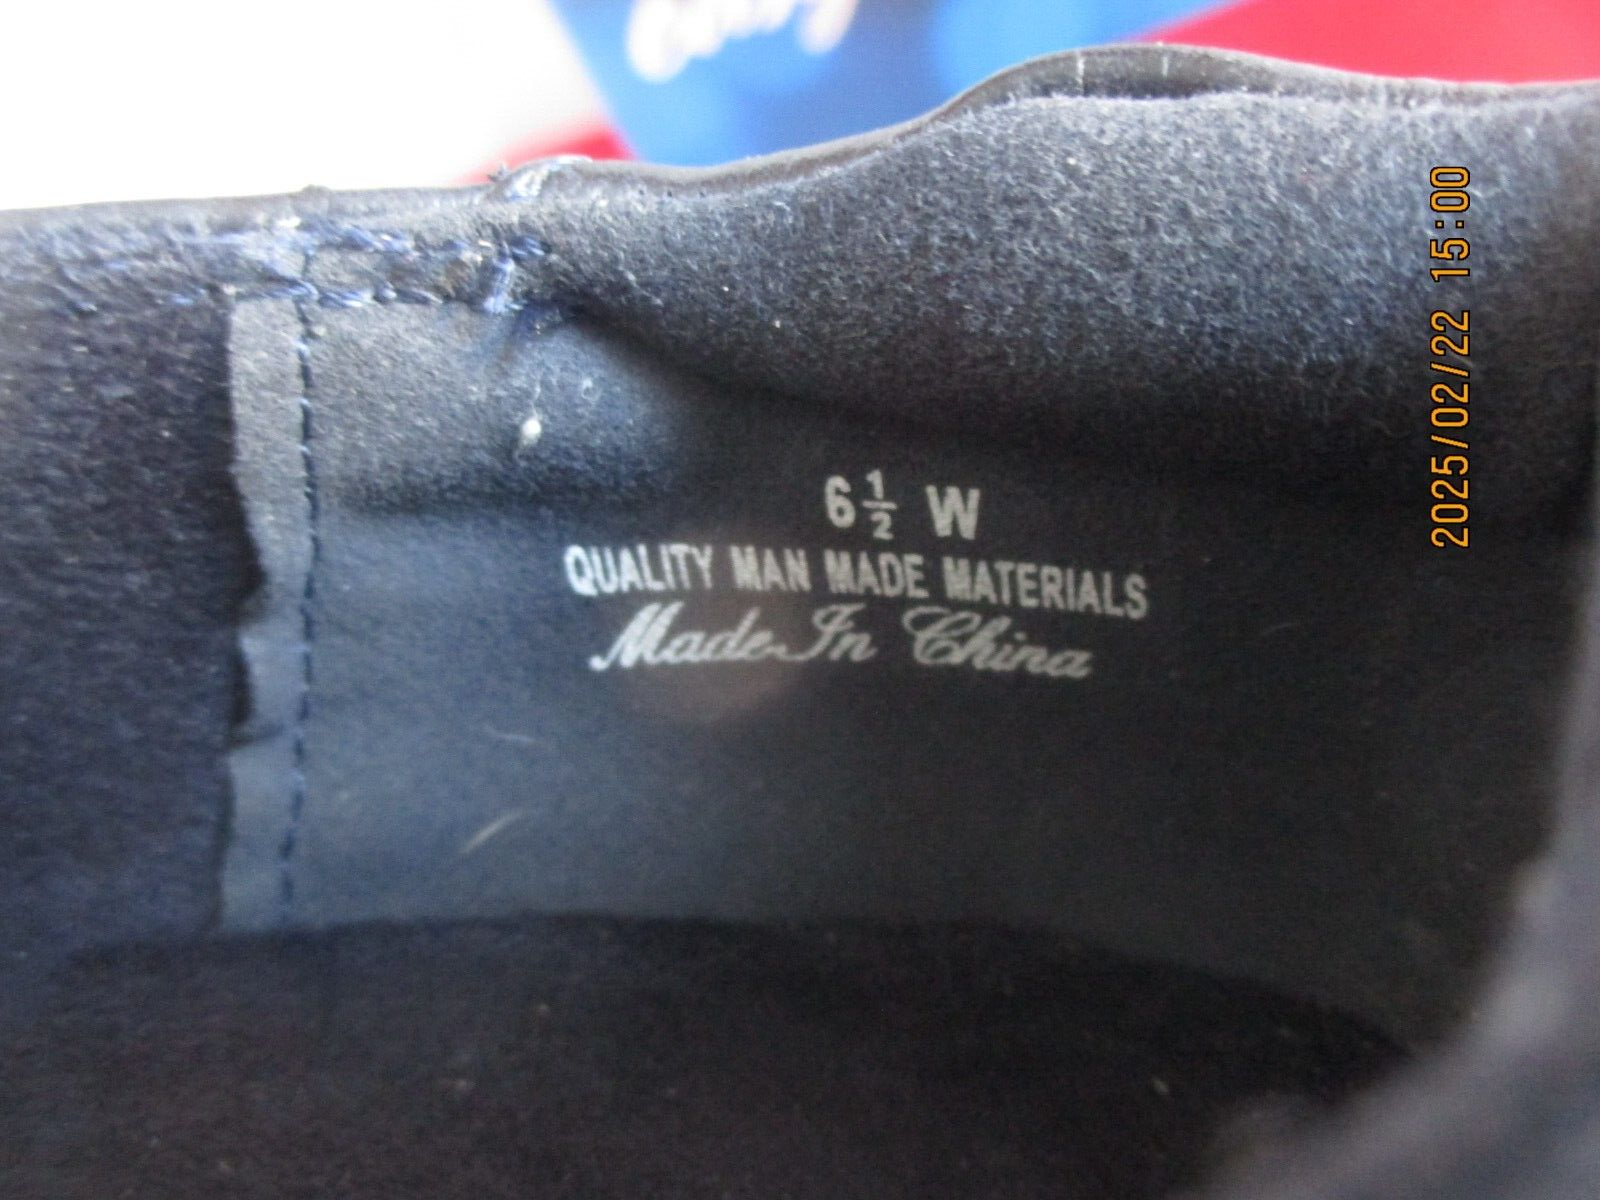 6½ W
QUALITY MAN MADE MATERIALS
Made In China
2025/02/22 15:00